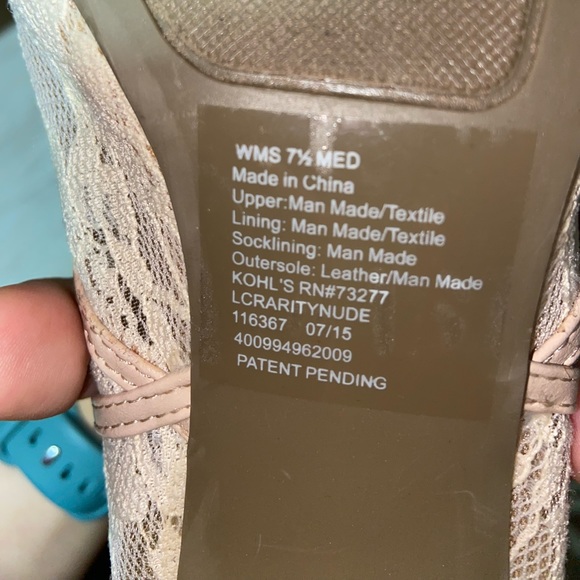 WMS 7½ MED
Made in China
Upper:Man Made/Textile
Lining: Man Made/Textile
Socklining: Man Made
Outersole: Leather/Man Made
KOHL'S RN#73277
LCRARITYNUDE
116367 07/15
400994962009
PATENT PENDING